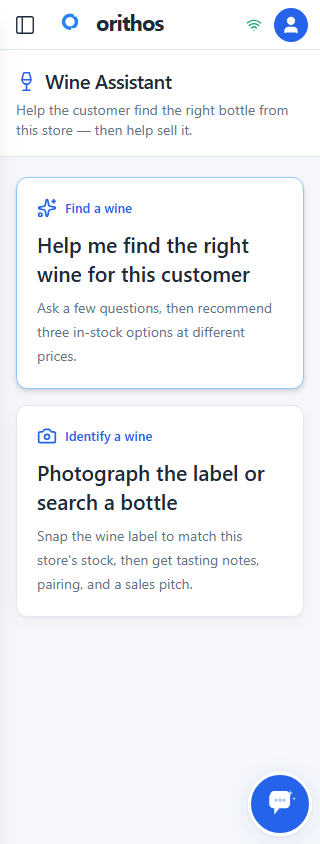 orithos
Wine Assistant
Help the customer find the right bottle from
this store — then help sell it.
Find a wine
Help me find the right
wine for this customer
Ask a few questions, then recommend
three in-stock options at different
prices.
Identify a wine
Photograph the label or
search a bottle
Snap the wine label to match this
store's stock, then get tasting notes,
pairing, and a sales pitch.